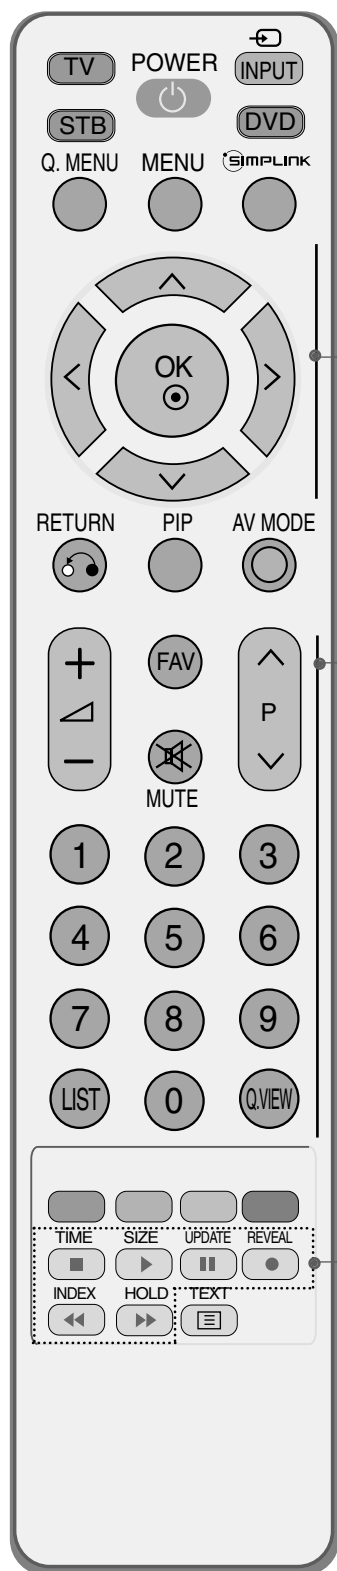 TV POWER INPUT
STB DVD
Q. MENU MENU SIMPLINK
OK
RETURN PIP AV MODE
FAV
P
MUTE
1 2 3
4 5 6
7 8 9
LIST 0 Q.VIEW
TIME SIZE UPDATE REVEAL
INDEX HOLD TEXT